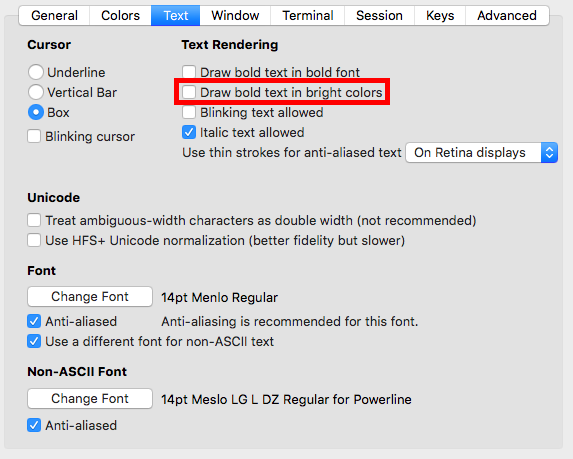 General Colors Text Window Terminal Session Keys Advanced
Cursor
Underline
Vertical Bar
Box
Blinking cursor
Text Rendering
Draw bold text in bold font
Draw bold text in bright colors
Blinking text allowed
Italic text allowed
Use thin strokes for anti-aliased text On Retina displays
Unicode
Treat ambiguous-width characters as double width (not recommended)
Use HFS+ Unicode normalization (better fidelity but slower)
Font
Change Font 14pt Menlo Regular
Anti-aliased Anti-aliasing is recommended for this font.
Use a different font for non-ASCII text
Non-ASCII Font
Change Font 14pt Meslo LG L DZ Regular for Powerline
Anti-aliased